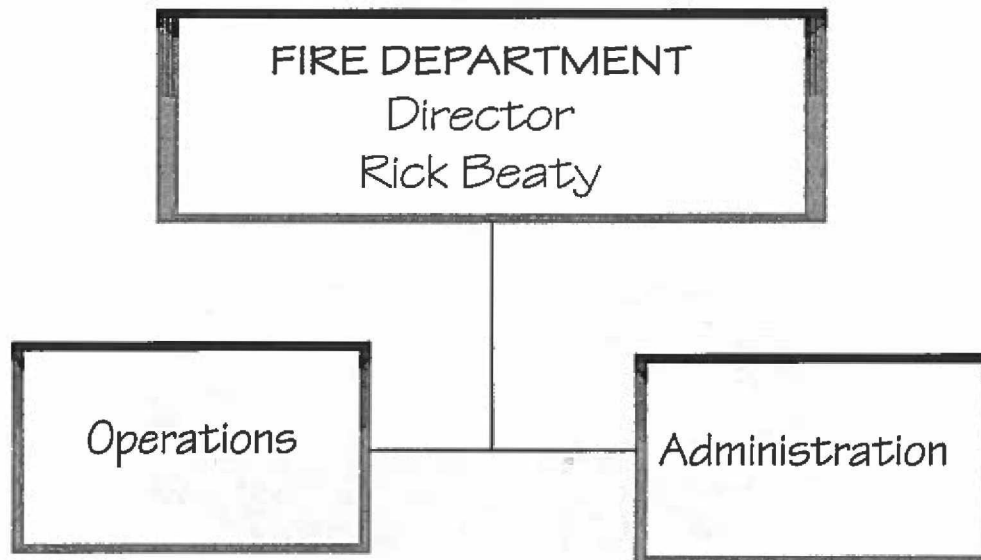 FIRE DEPARTMENT
Director
Rick Beaty
Operations
Administration